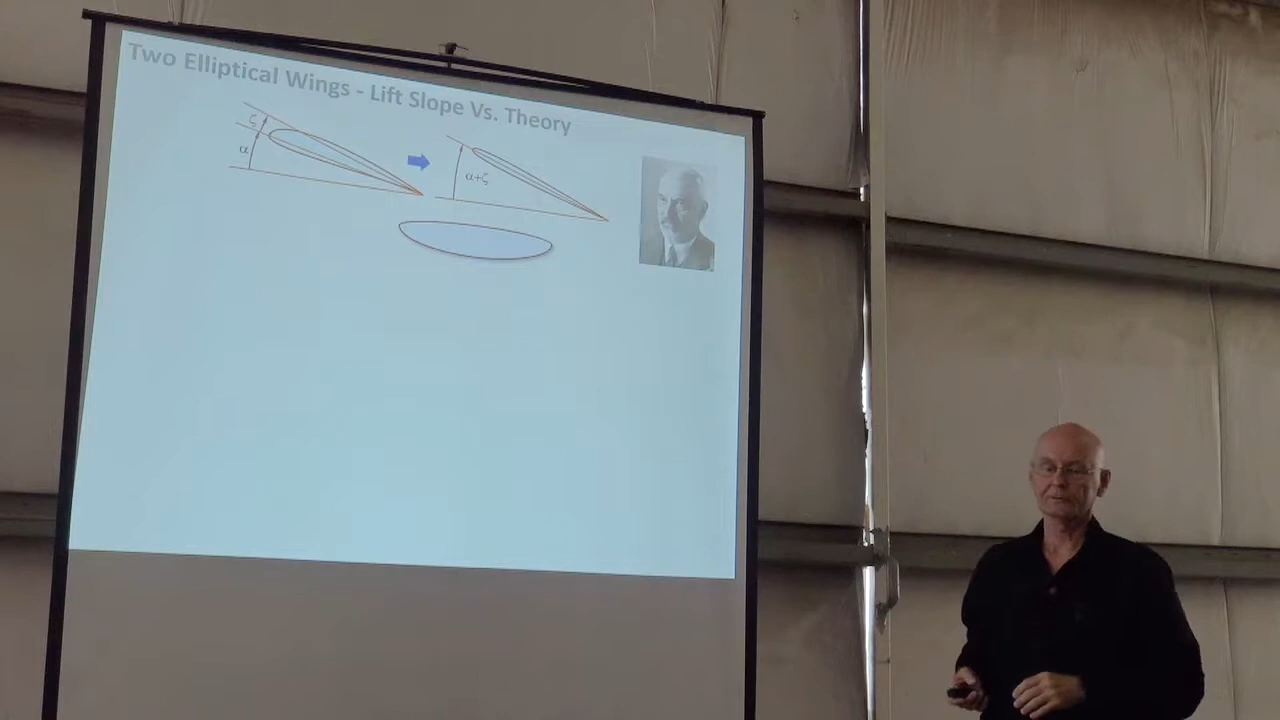 Two Elliptical Wings - Lift Slope Vs. Theory
ζ
α
α+ζ